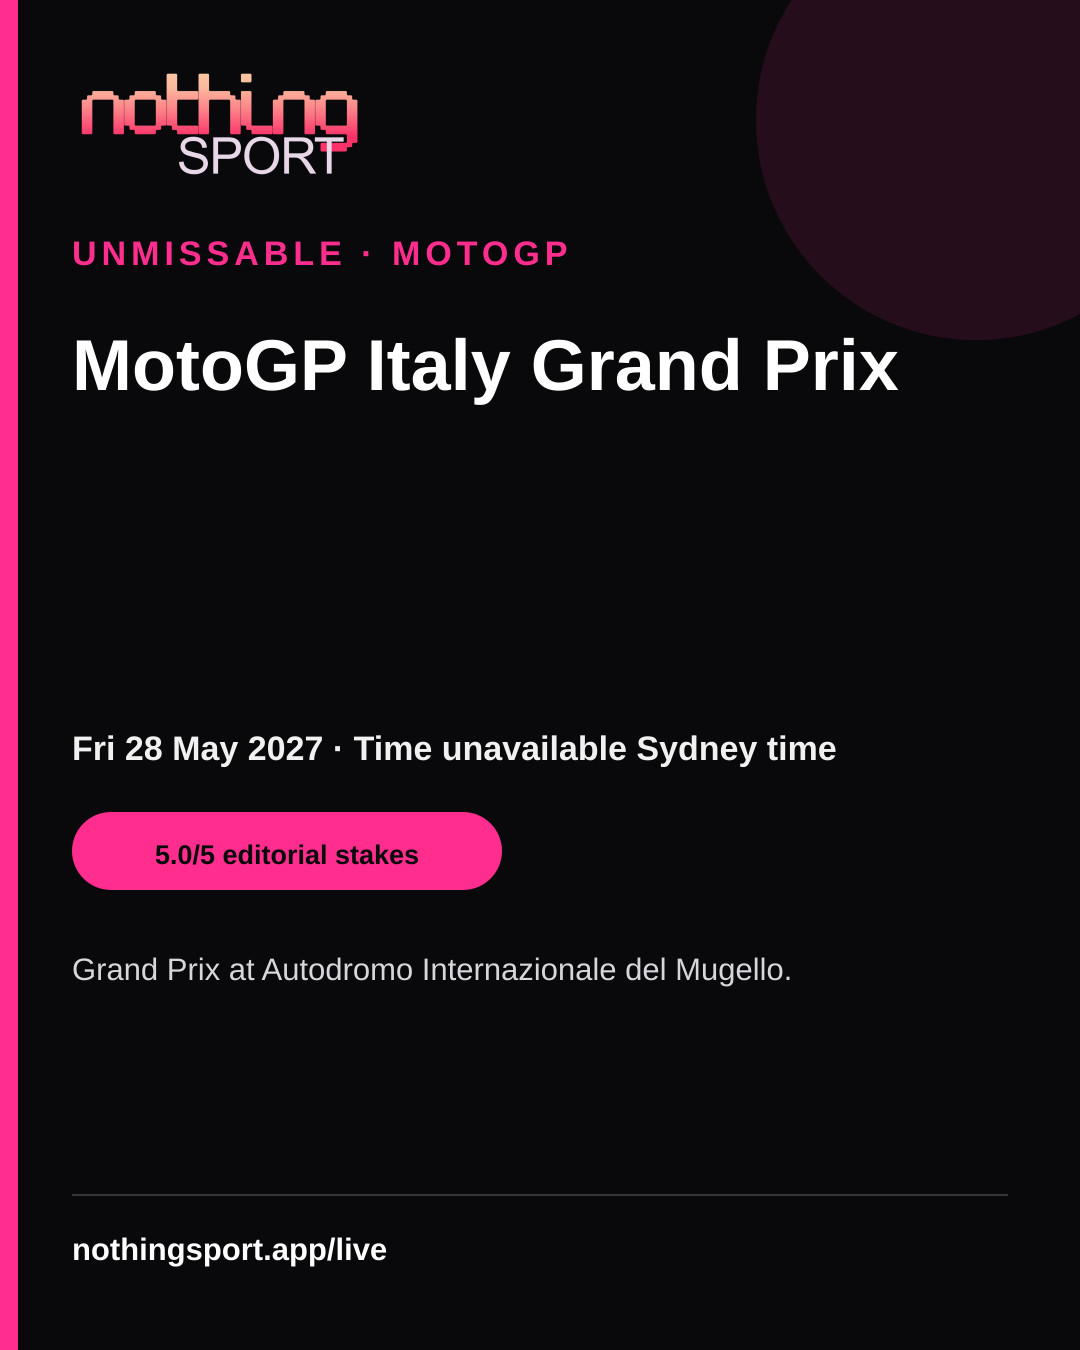 nothing
SPORT
UNMISSABLE · MOTOGP
MotoGP Italy Grand Prix
Fri 28 May 2027 · Time unavailable Sydney time
5.0/5 editorial stakes
Grand Prix at Autodromo Internazionale del Mugello.
nothingsport.app/live